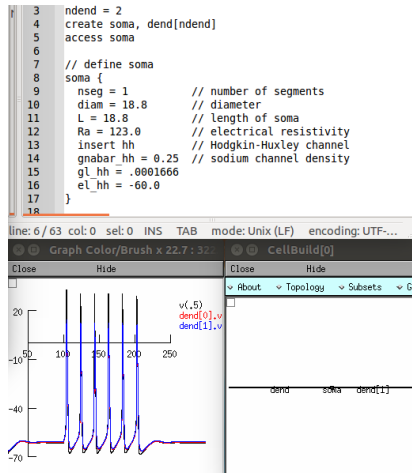 3 ndend = 2
4 create soma, dend[ndend]
5 access soma
6
7 // define soma
8 soma {
9 nseg = 1 // number of segments
10 diam = 18.8 // diameter
11 L = 18.8 // length of soma
12 Ra = 123.0 // electrical resistivity
13 insert hh // Hodgkin-Huxley channel
14 gnabar_hh = 0.25 // sodium channel density
15 gl_hh = .0001666
16 el_hh = -60.0
17 }
18
line: 6 / 63 col: 0 sel: 0 INS TAB mode: Unix (LF) encoding: UTF-...
Graph Color/Brush x 22.7 : 322
Close Hide
v(.5)
dend[0].v
dend[1].v
20
-10
50 100 150 200 250
-40
-70
CellBuild[0]
Close Hide
About Topology Subsets G
dend soma dend[1]